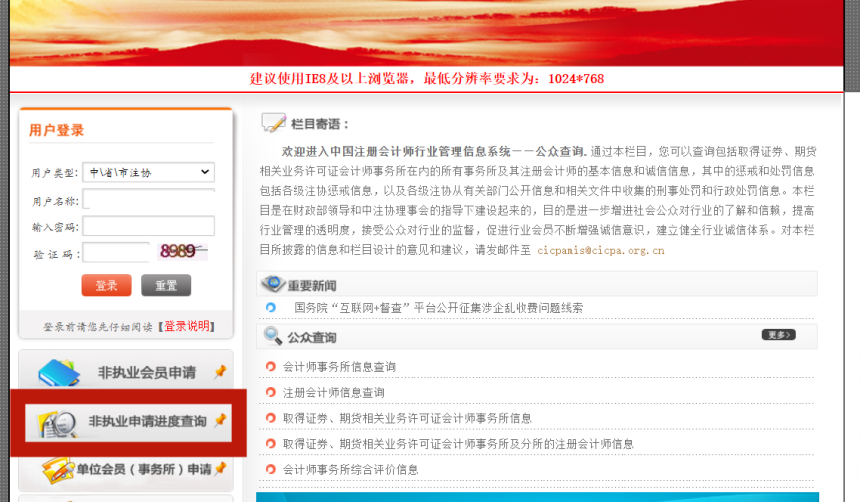 建议使用IE8及以上浏览器，最低分辨率要求为：1024*768
用户登录
用户类型: 中\省\市注协
用户名称:
输入密码:
验 证 码 : 8989
登录 重置
登录前请您先仔细阅读【登录说明】
非执业会员申请
非执业申请进度查询
单位会员（事务所）申请
栏目寄语：
欢迎进入中国注册会计师行业管理信息系统－－公众查询. 通过本栏目，您可以查询包括取得证券、期货
相关业务许可证会计师事务所在内的所有事务所及其注册会计师的基本信息和诚信信息，其中的惩戒和处罚信息
包括各级注协惩戒信息，以及各级注协从有关部门公开信息和相关文件中收集的刑事处罚和行政处罚信息。本栏
目是在财政部领导和中注协理事会的指导下建设起来的，目的是进一步增进社会公众对行业的了解和信赖，提高
行业管理的透明度，接受公众对行业的监督，促进行业会员不断增强诚信意识，建立健全行业诚信体系。对本栏
目所披露的信息和栏目设计的意见和建议，请发邮件至 cicpamis@cicpa.org.cn
重要新闻
国务院“互联网+督查”平台公开征集涉企乱收费问题线索
公众查询 更多>
会计师事务所信息查询
注册会计师信息查询
取得证券、期货相关业务许可证会计师事务所信息
取得证券、期货相关业务许可证会计师事务所及分所的注册会计师信息
会计师事务所综合评价信息